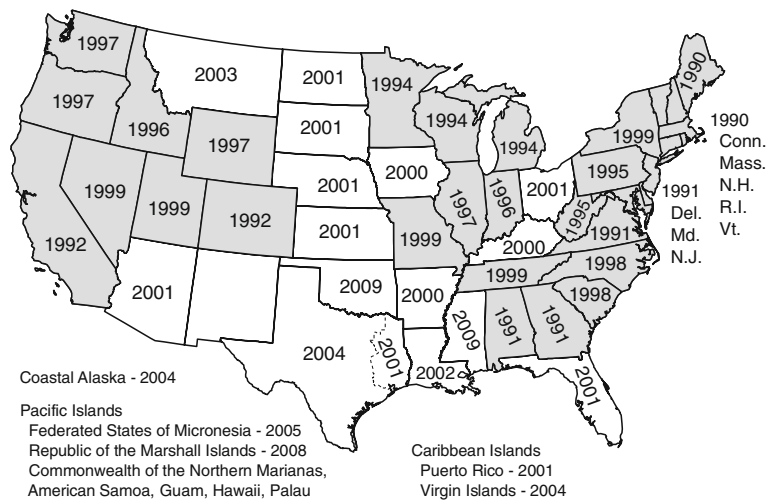 1997
2003
2001
1994
1990
1997
1996
1997
2001
1994
1994
1999
1990
Conn.
Mass.
N.H.
R.I.
Vt.
1999
1999
1992
2001
2000
1997
1996
2001
1995
1995
1991
1991
Del.
Md.
N.J.
1992
2001
1999
2000
1999
1998
1998
2001
2009
2000
2009
1991
1991
2004
2001
2002
2001
Coastal Alaska - 2004
Pacific Islands
Federated States of Micronesia - 2005
Republic of the Marshall Islands - 2008
Commonwealth of the Northern Marianas,
American Samoa, Guam, Hawaii, Palau
Caribbean Islands
Puerto Rico - 2001
Virgin Islands - 2004